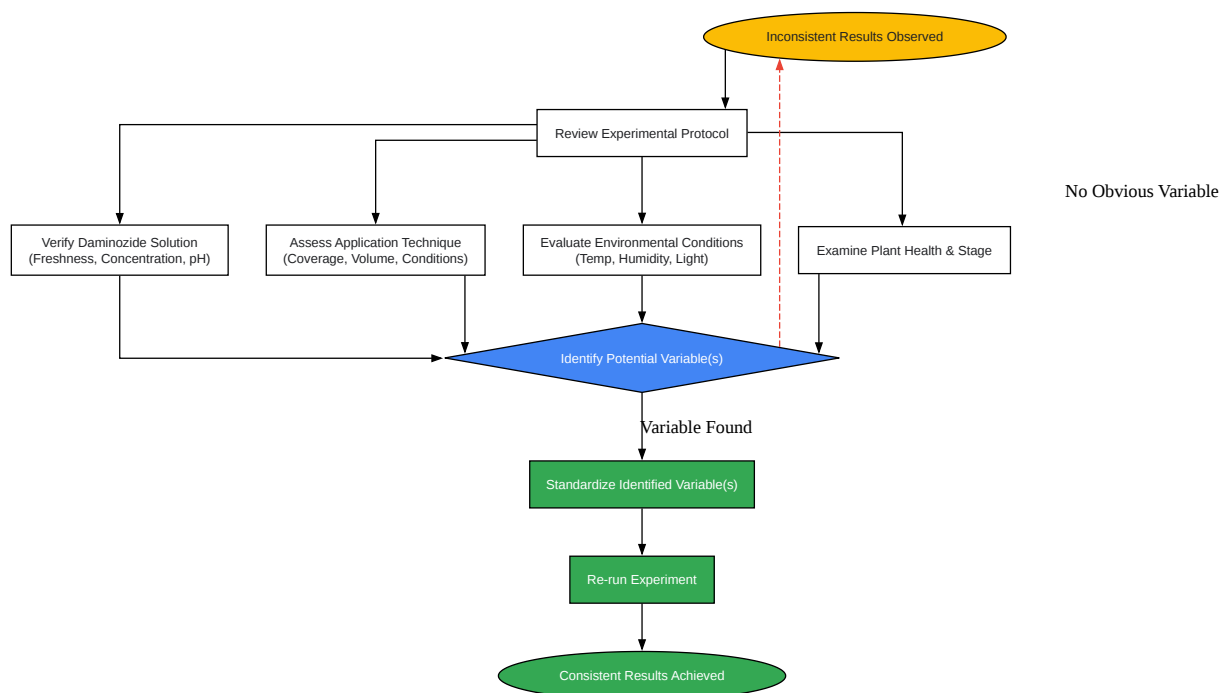 Inconsistent Results Observed
Review Experimental Protocol
No Obvious Variable
Verify Daminozide Solution
(Freshness, Concentration, pH)
Assess Application Technique
(Coverage, Volume, Conditions)
Evaluate Environmental Conditions
(Temp, Humidity, Light)
Examine Plant Health & Stage
Identify Potential Variable(s)
Variable Found
Standardize Identified Variable(s)
Re-run Experiment
Consistent Results Achieved